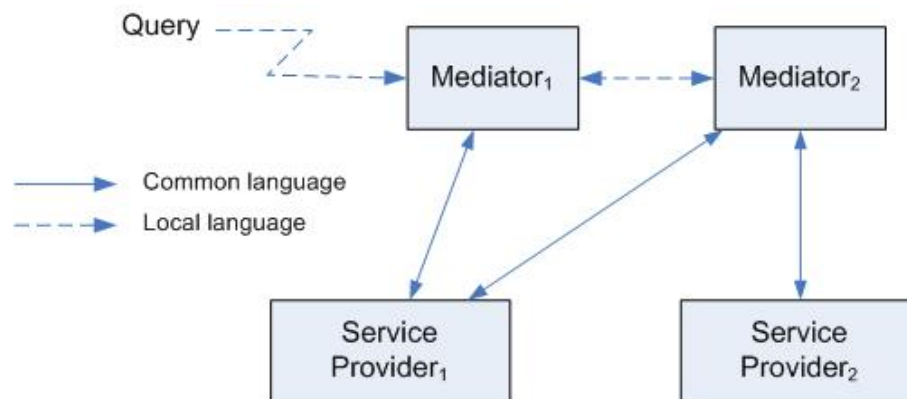 Query
Mediator₁
Mediator₂
Common language
Local language
Service
Provider₁
Service
Provider₂